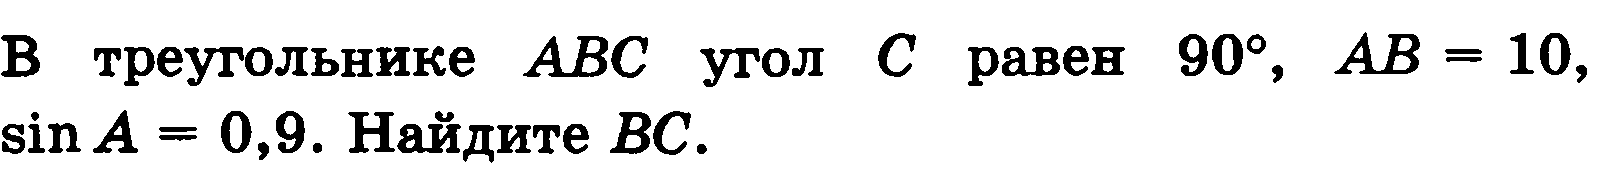 В треугольнике ABC угол C равен 90°, AB = 10,
sin A = 0,9. Найдите BC.